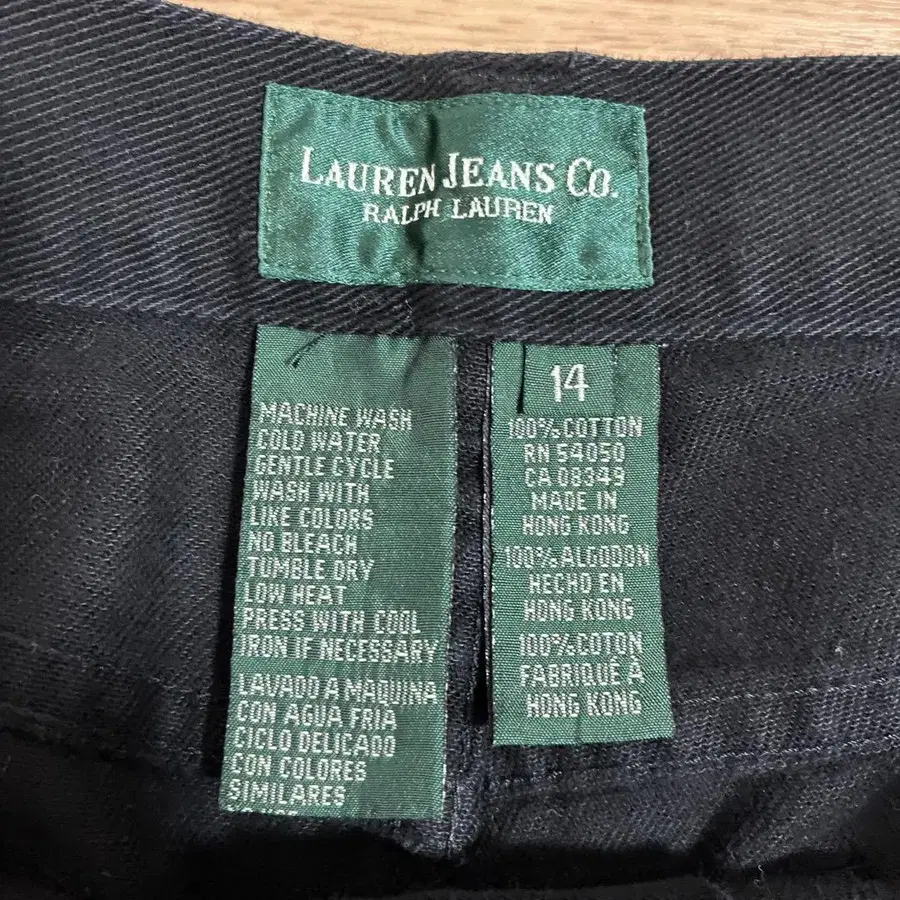 LAUREN JEANS CO.
RALPH LAUREN
MACHINE WASH
COLD WATER
GENTLE CYCLE
WASH WITH
LIKE COLORS
NO BLEACH
TUMBLE DRY
LOW HEAT
PRESS WITH COOL
IRON IF NECESSARY
LAVADO A MAQUINA
CON AGUA FRIA
CICLO DELICADO
CON COLORES
SIMILARES
14
100% COTTON
RN 54050
CA 08349
MADE IN
HONG KONG
100% ALGODON
HECHO EN
HONG KONG
100% COTON
FABRIQUÉ À
HONG KONG